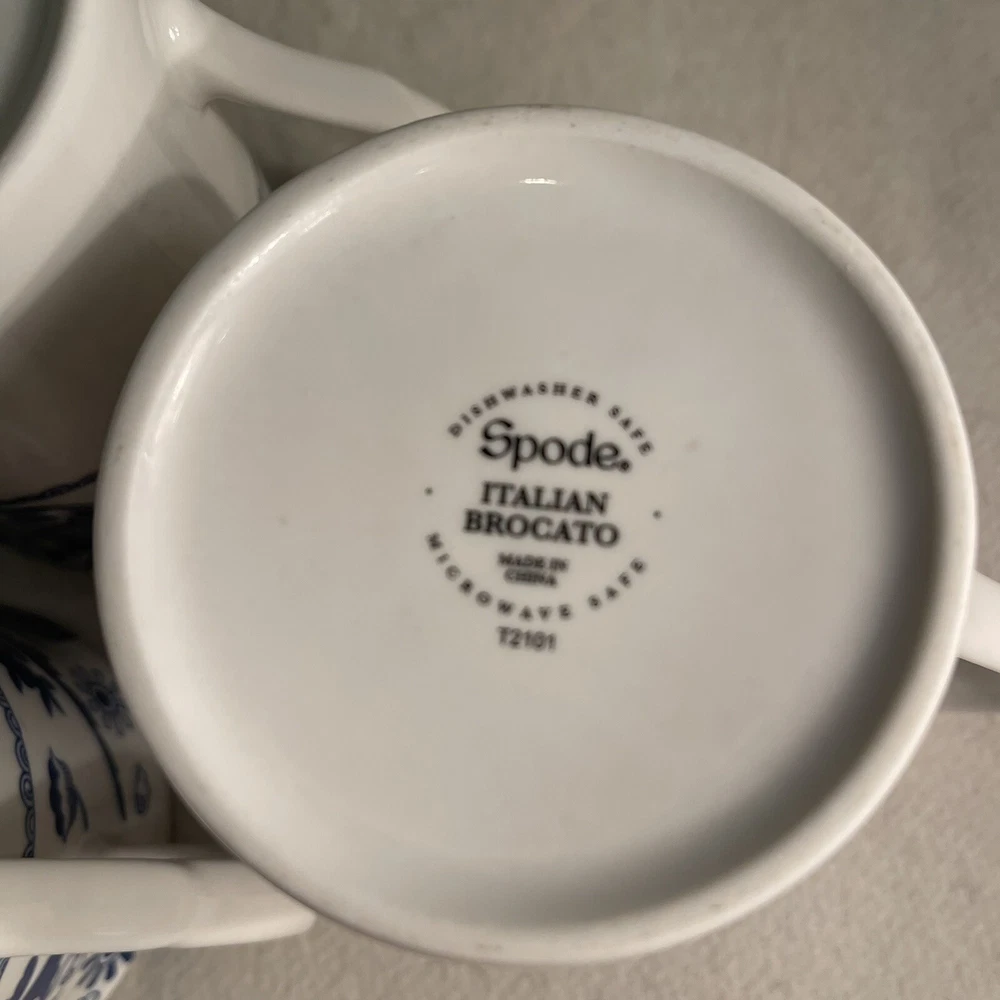 DISHWASHER SAFE
Spode®
ITALIAN
BROCATO
MADE IN
CHINA
MICROWAVE SAFE
T2101